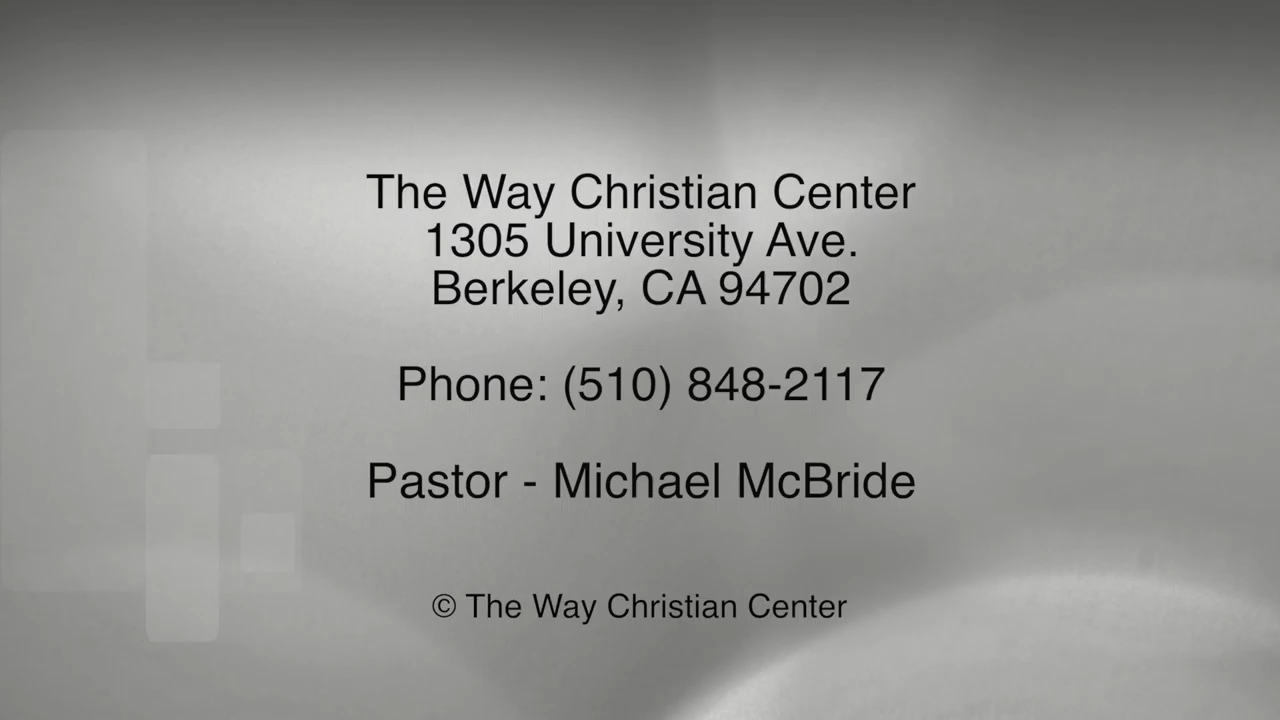 The Way Christian Center
1305 University Ave.
Berkeley, CA 94702
Phone: (510) 848-2117
Pastor - Michael McBride
© The Way Christian Center